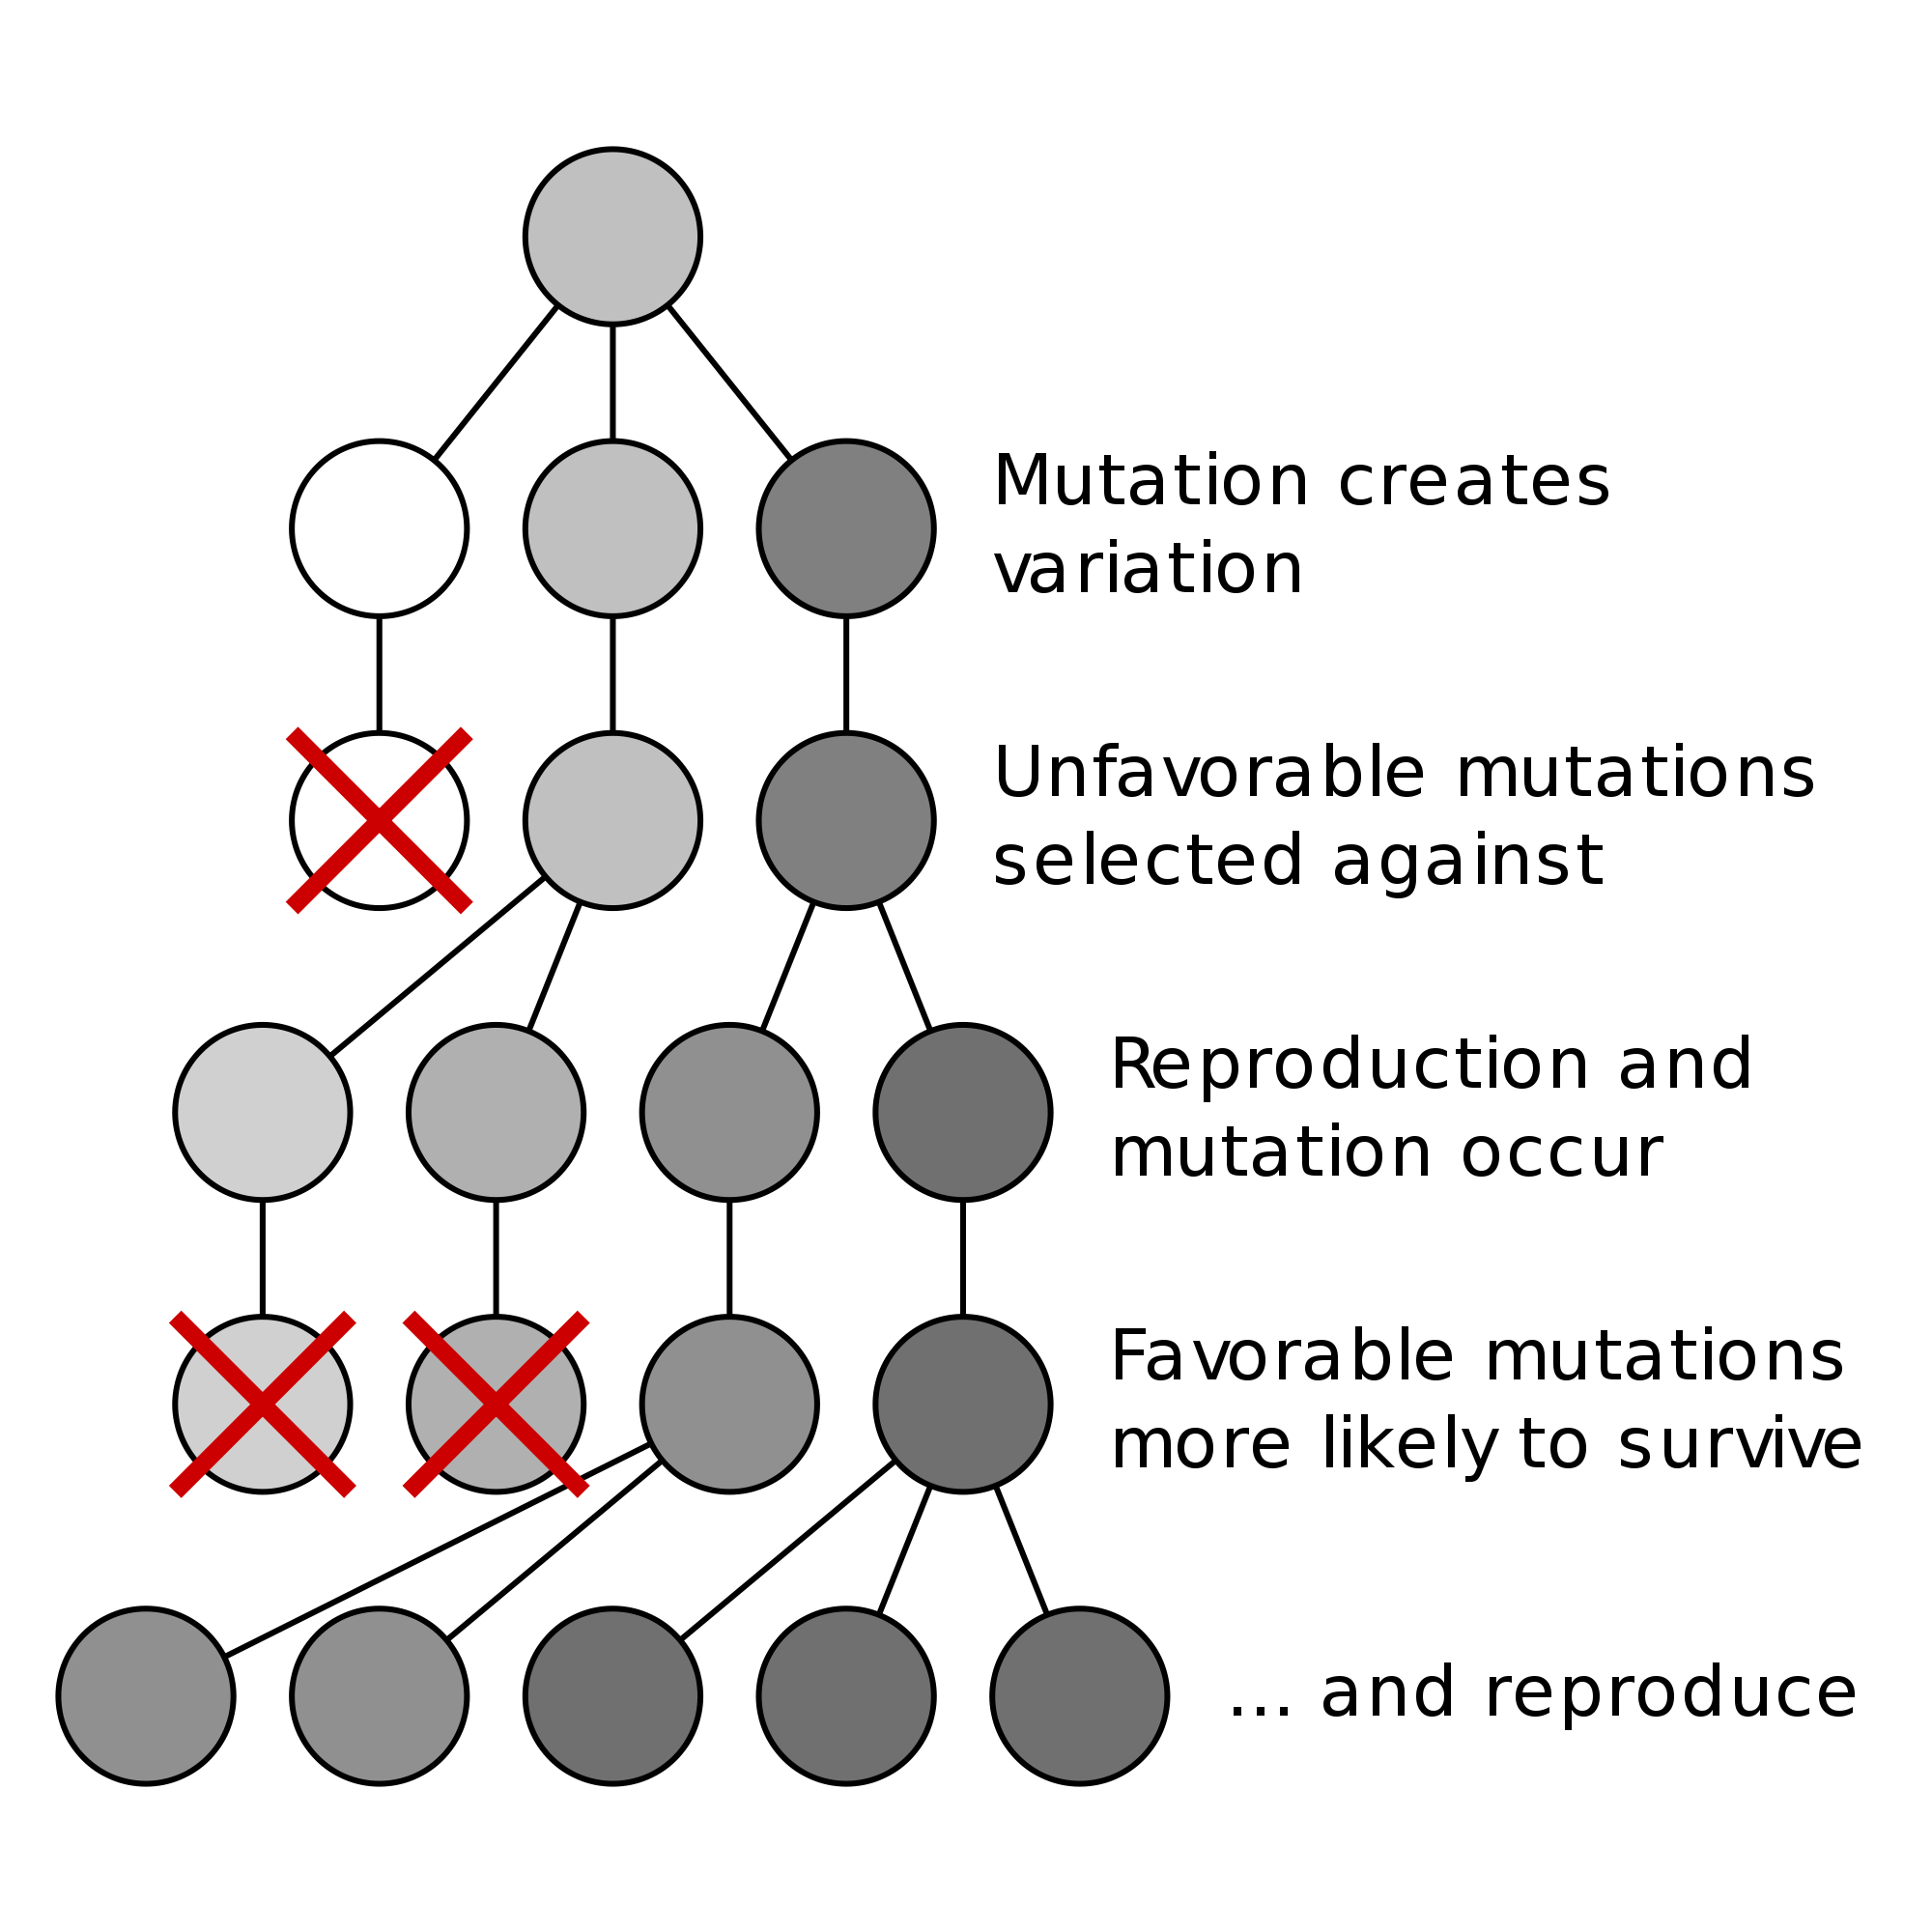 Mutation creates
variation
Unfavorable mutations
selected against
Reproduction and
mutation occur
Favorable mutations
more likely to survive
... and reproduce